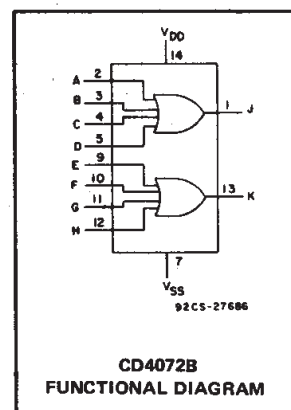 VDD
14
A 2
B 3
C 4
D 5
1 J
E 9
F 10
G 11
H 12
13 K
7
VSS
92CS-27686
CD4072B
FUNCTIONAL DIAGRAM